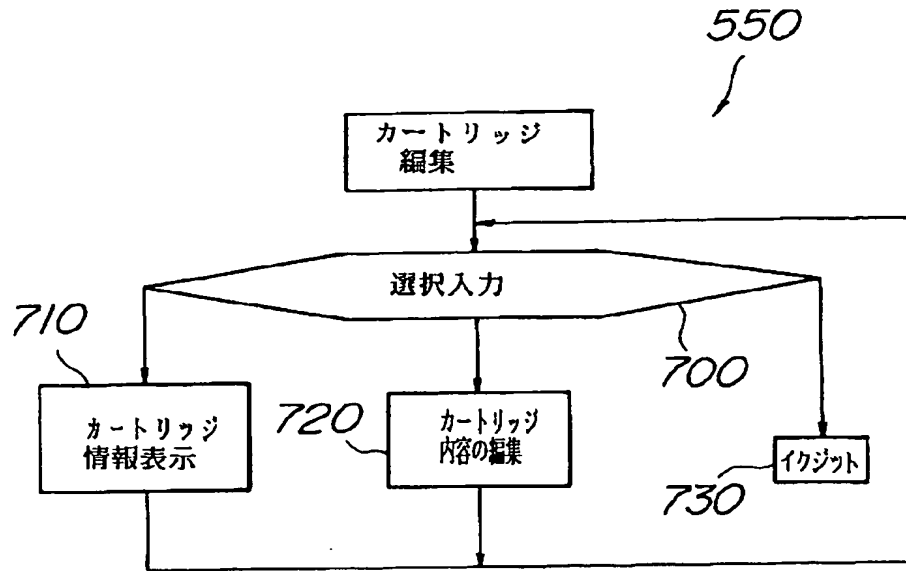 550
カートリッジ
編集
選択入力
700
710
カートリッジ
情報表示
720
カートリッジ
内容の編集
730
イクジット